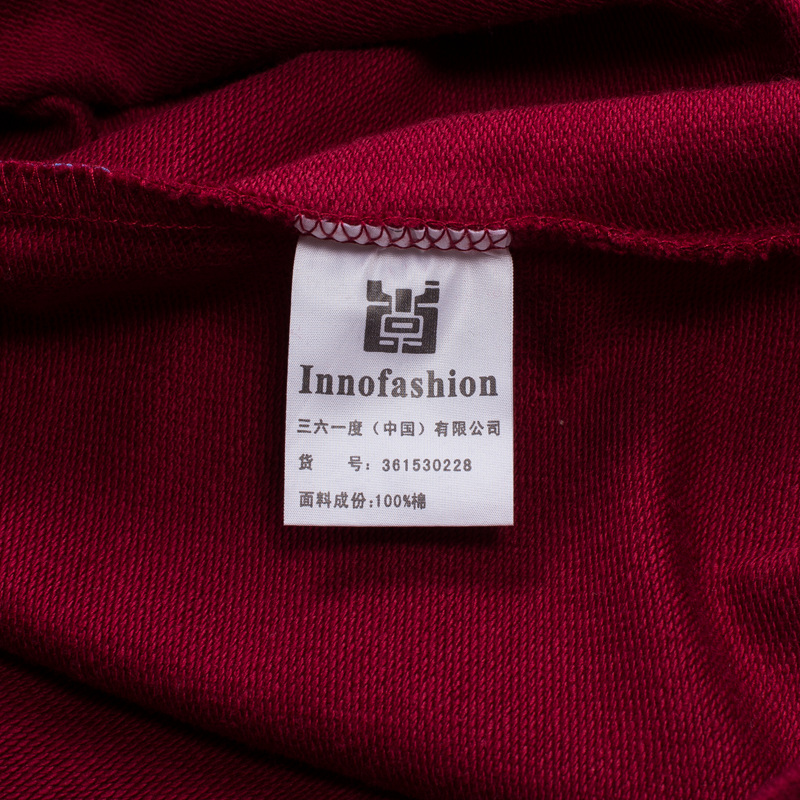 Innofashion
三六一度（中国）有限公司
货 号：361530228
面料成份:100%棉